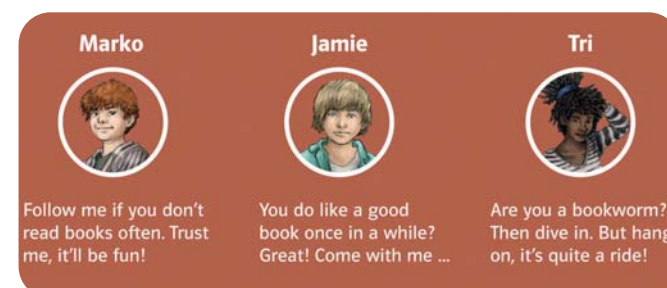 Marko
Jamie
Tri
Follow me if you don't
read books often. Trust
me, it'll be fun!
You do like a good
book once in a while?
Great! Come with me ...
Are you a bookworm?
Then dive in. But hang
on, it's quite a ride!